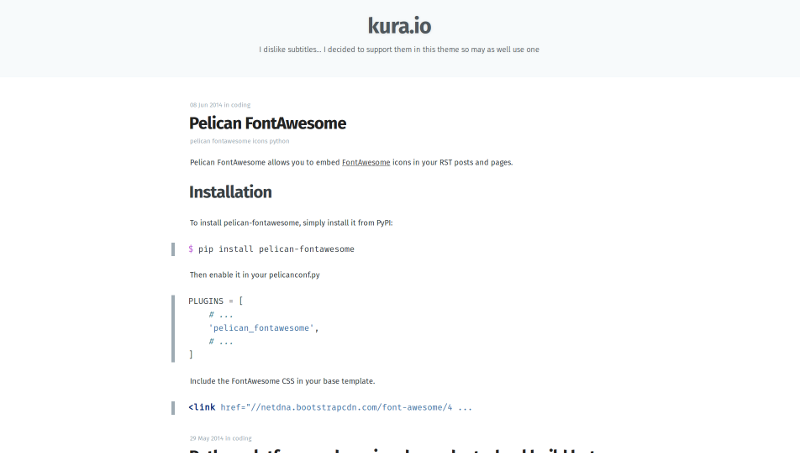 kura.io
I dislike subtitles... I decided to support them in this theme so may as well use one
08 Jun 2014 in coding
Pelican FontAwesome
pelican fontawesome icons python
Pelican FontAwesome allows you to embed FontAwesome icons in your RST posts and pages.
Installation
To install pelican-fontawesome, simply install it from PyPI:
$ pip install pelican-fontawesome
Then enable it in your pelicanconf.py
PLUGINS = [
# ...
'pelican_fontawesome',
# ...
]
Include the FontAwesome CSS in your base template.
<link href="//netdna.bootstrapcdn.com/font-awesome/4 ...
29 May 2014 in coding